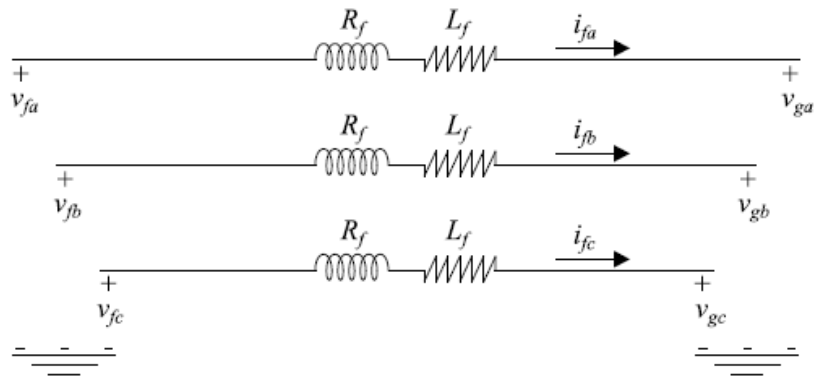 R_f L_f i_fa
+ +
v_fa v_ga
R_f L_f i_fb
+ +
v_fb v_gb
R_f L_f i_fc
+ +
v_fc v_gc
- - - - - -